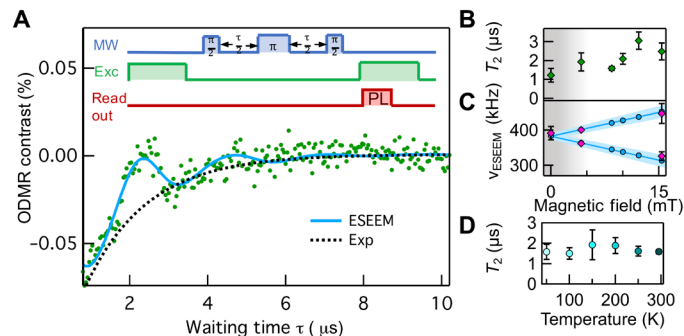 A
MW
π/2
τ/2
π
τ/2
π/2
Exc
Read
out
PL
ODMR contrast (%)
0.05
0.00
−0.05
ESEEM
Exp
2
4
6
8
10
Waiting time τ ( μs)
B
T2 (μs)
3
2
1
0
C
νESEEM (kHz)
400
300
0
5
15
Magnetic field (mT)
D
T2 (μs)
3
2
1
0
100
200
300
Temperature (K)